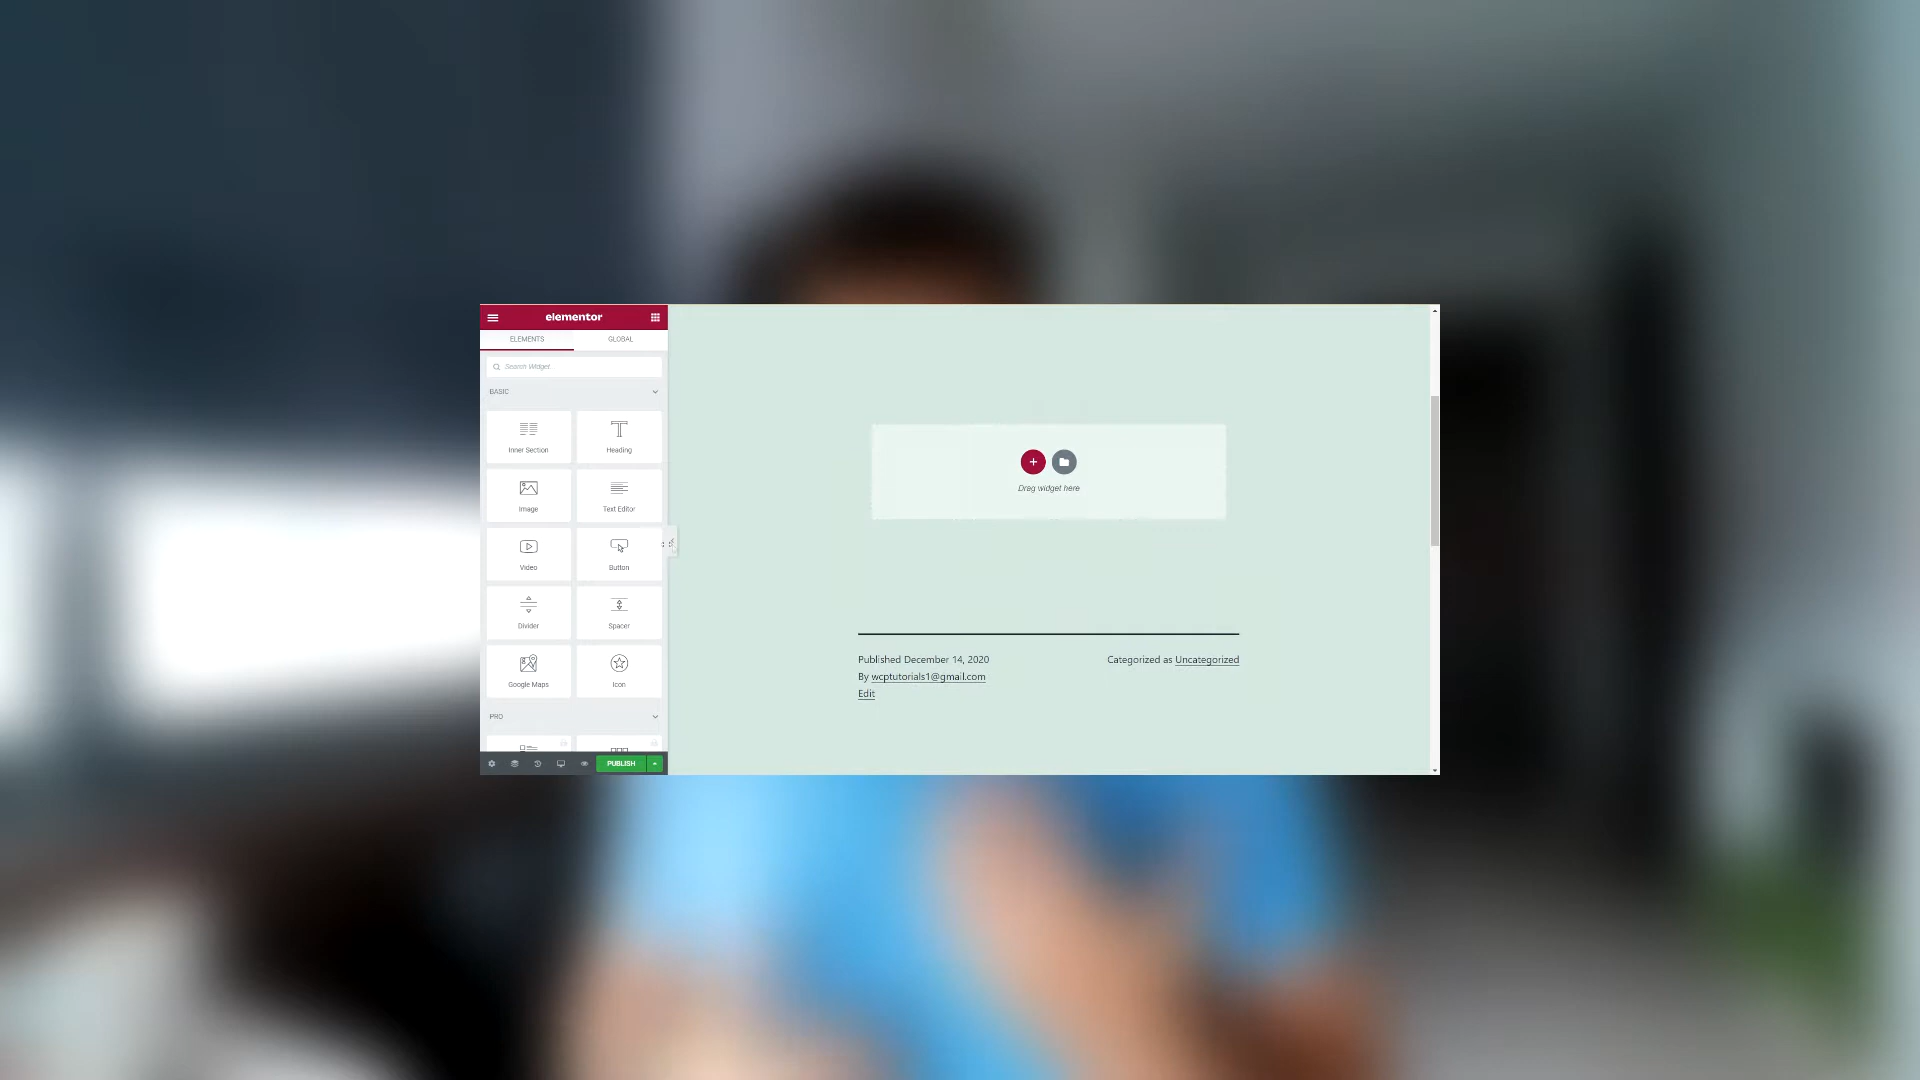 elementor
ELEMENTS GLOBAL
Search Widget...
BASIC
Inner Section Heading
Image Text Editor
Video Button
Divider Spacer
Google Maps Icon
PRO
PUBLISH
Drag widget here
Published December 14, 2020
By wcptutorials1@gmail.com
Edit
Categorized as Uncategorized